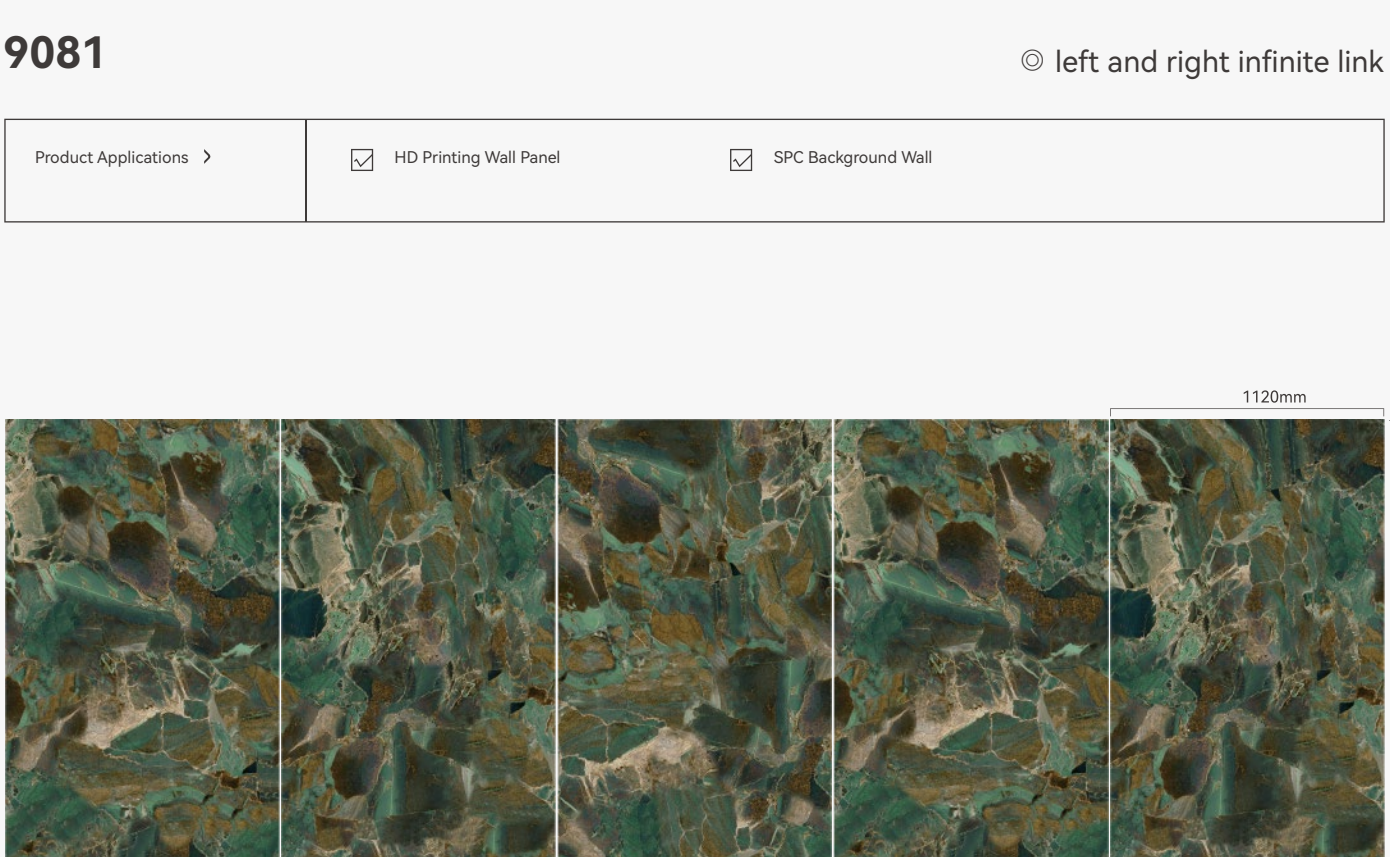 9081
left and right infinite link
Product Applications
HD Printing Wall Panel
SPC Background Wall
1120mm